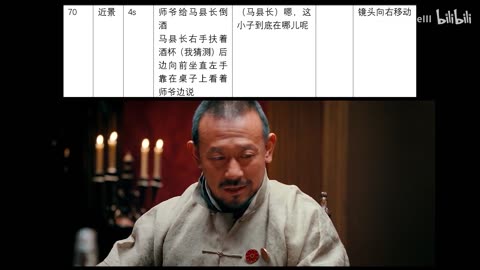 70 近景 4s 师爷给马县长倒 （马县长）嗯、这 镜头向右移动
酒 小子到底在哪儿呢
马县长右手扶着
酒杯（我猜测）后
边向前坐直左手
靠在桌子上看着
师爷边说
elll bilibili